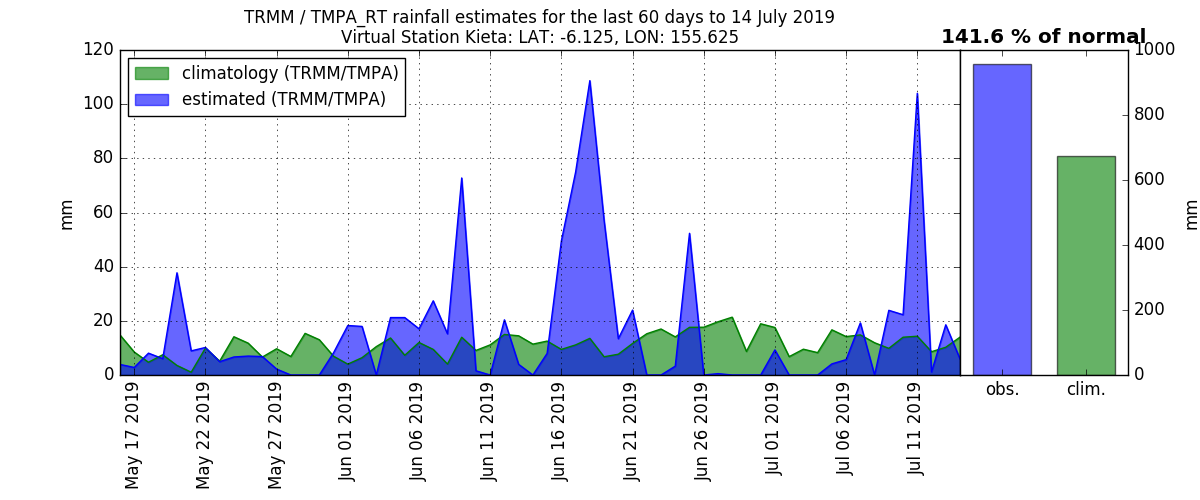 TRMM / TMPA_RT rainfall estimates for the last 60 days to 14 July 2019
Virtual Station Kieta: LAT: -6.125, LON: 155.625
141.6 % of normal
climatology (TRMM/TMPA)
estimated (TRMM/TMPA)
120
100
80
60
40
20
0
mm
May 17 2019
May 22 2019
May 27 2019
Jun 01 2019
Jun 06 2019
Jun 11 2019
Jun 16 2019
Jun 21 2019
Jun 26 2019
Jul 01 2019
Jul 06 2019
Jul 11 2019
obs.
clim.
1000
800
600
400
200
0
mm